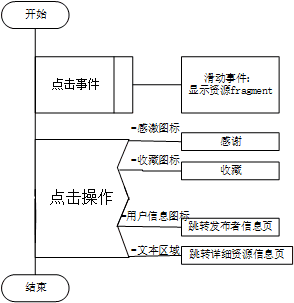 开始
点击事件
滑动事件:
显示资源fragment
点击操作
=感激图标
感谢
=收藏图标
收藏
=用户信息图标
跳转发布者信息页
=文本区域
跳转详细资源信息页
结束